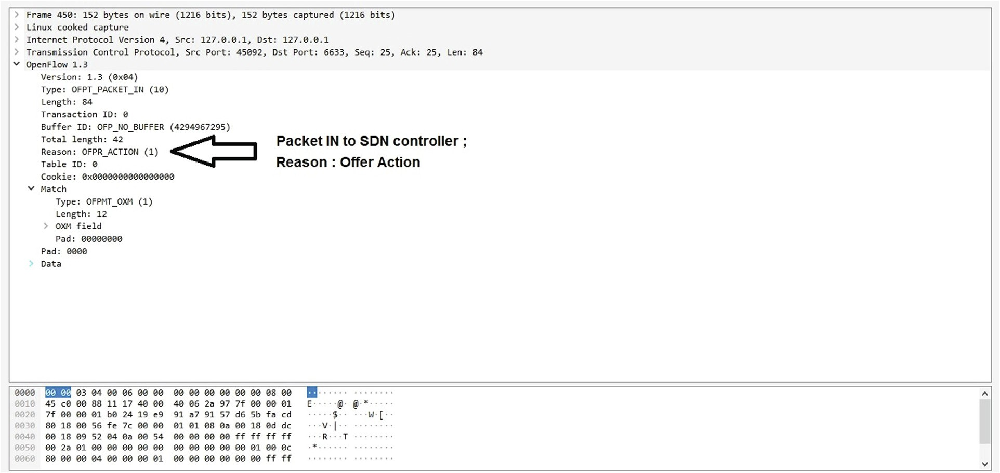 Frame 450: 152 bytes on wire (1216 bits), 152 bytes captured (1216 bits)
Linux cooked capture
Internet Protocol Version 4, Src: 127.0.0.1, Dst: 127.0.0.1
Transmission Control Protocol, Src Port: 45092, Dst Port: 6633, Seq: 25, Ack: 25, Len: 84
OpenFlow 1.3
Version: 1.3 (0x04)
Type: OFPT_PACKET_IN (10)
Length: 84
Transaction ID: 0
Buffer ID: OFP_NO_BUFFER (4294967295)
Total length: 42
Reason: OFPR_ACTION (1)
Table ID: 0
Cookie: 0x0000000000000000
Match
Type: OFPMT_OXM (1)
Length: 12
OXM field
Pad: 00000000
Pad: 0000
Data
Packet IN to SDN controller ;
Reason : Offer Action
0000 00 00 03 04 00 06 00 00 00 00 00 00 00 00 08 00 ········ ········
0010 45 c0 00 88 11 17 40 00 40 06 2a 97 7f 00 00 01 E·····@· @·*·····
0020 7f 00 00 01 b0 24 19 e9 91 a7 91 57 d6 5b fa cd ·····$·· ···W·[··
0030 80 18 00 56 fe 7c 00 00 01 01 08 0a 00 18 0d dc ···V·|·· ········
0040 00 18 09 52 04 0a 00 54 00 00 00 00 ff ff ff ff ···R···T ········
0050 00 2a 01 00 00 00 00 00 00 00 00 00 00 01 00 0c ·*······ ········
0060 80 00 00 04 00 00 00 01 00 00 00 00 00 00 ff ff ········ ········